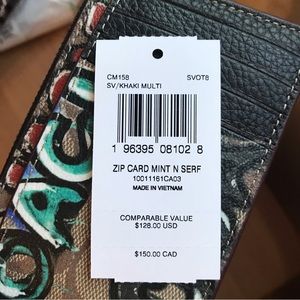 CM158 SVOT8
SV/KHAKI MULTI
1 96395 08102 8
ZIP CARD MINT N SERF
10011161CA03
MADE IN VIETNAM
COMPARABLE VALUE
$128.00 USD
$150.00 CAD